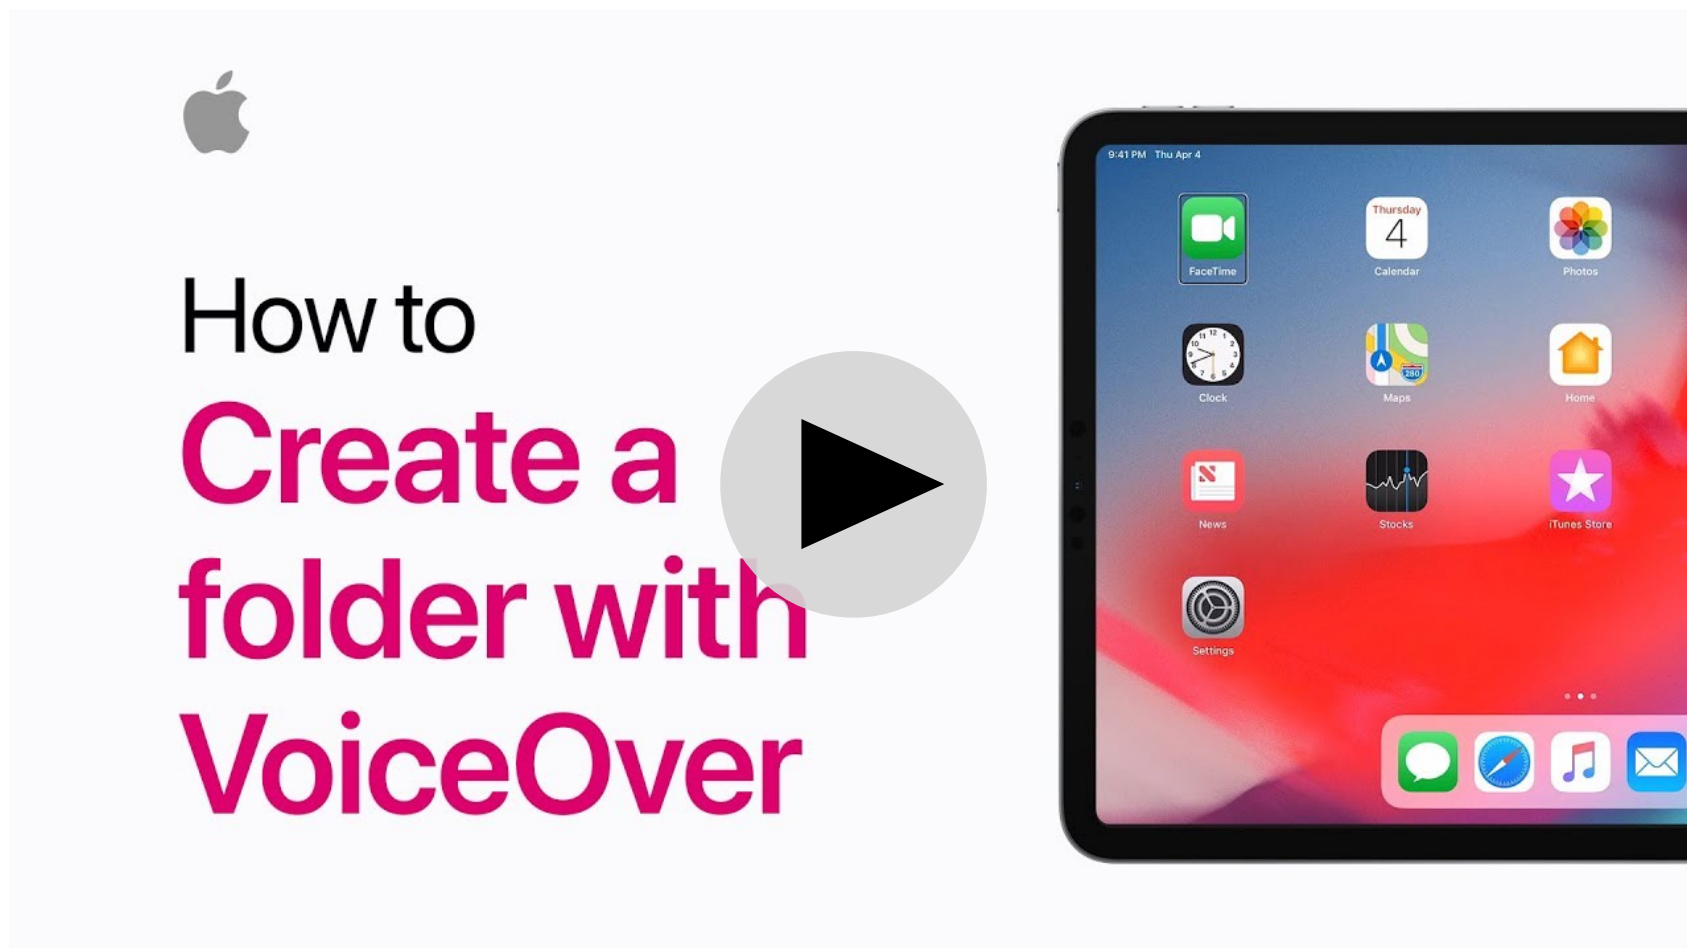 How to
Create a
folder with
VoiceOver
9:41 PM Thu Apr 4
FaceTime
Thursday
4
Calendar
Photos
Clock
280
Maps
Home
News
Stocks
iTunes Store
Settings